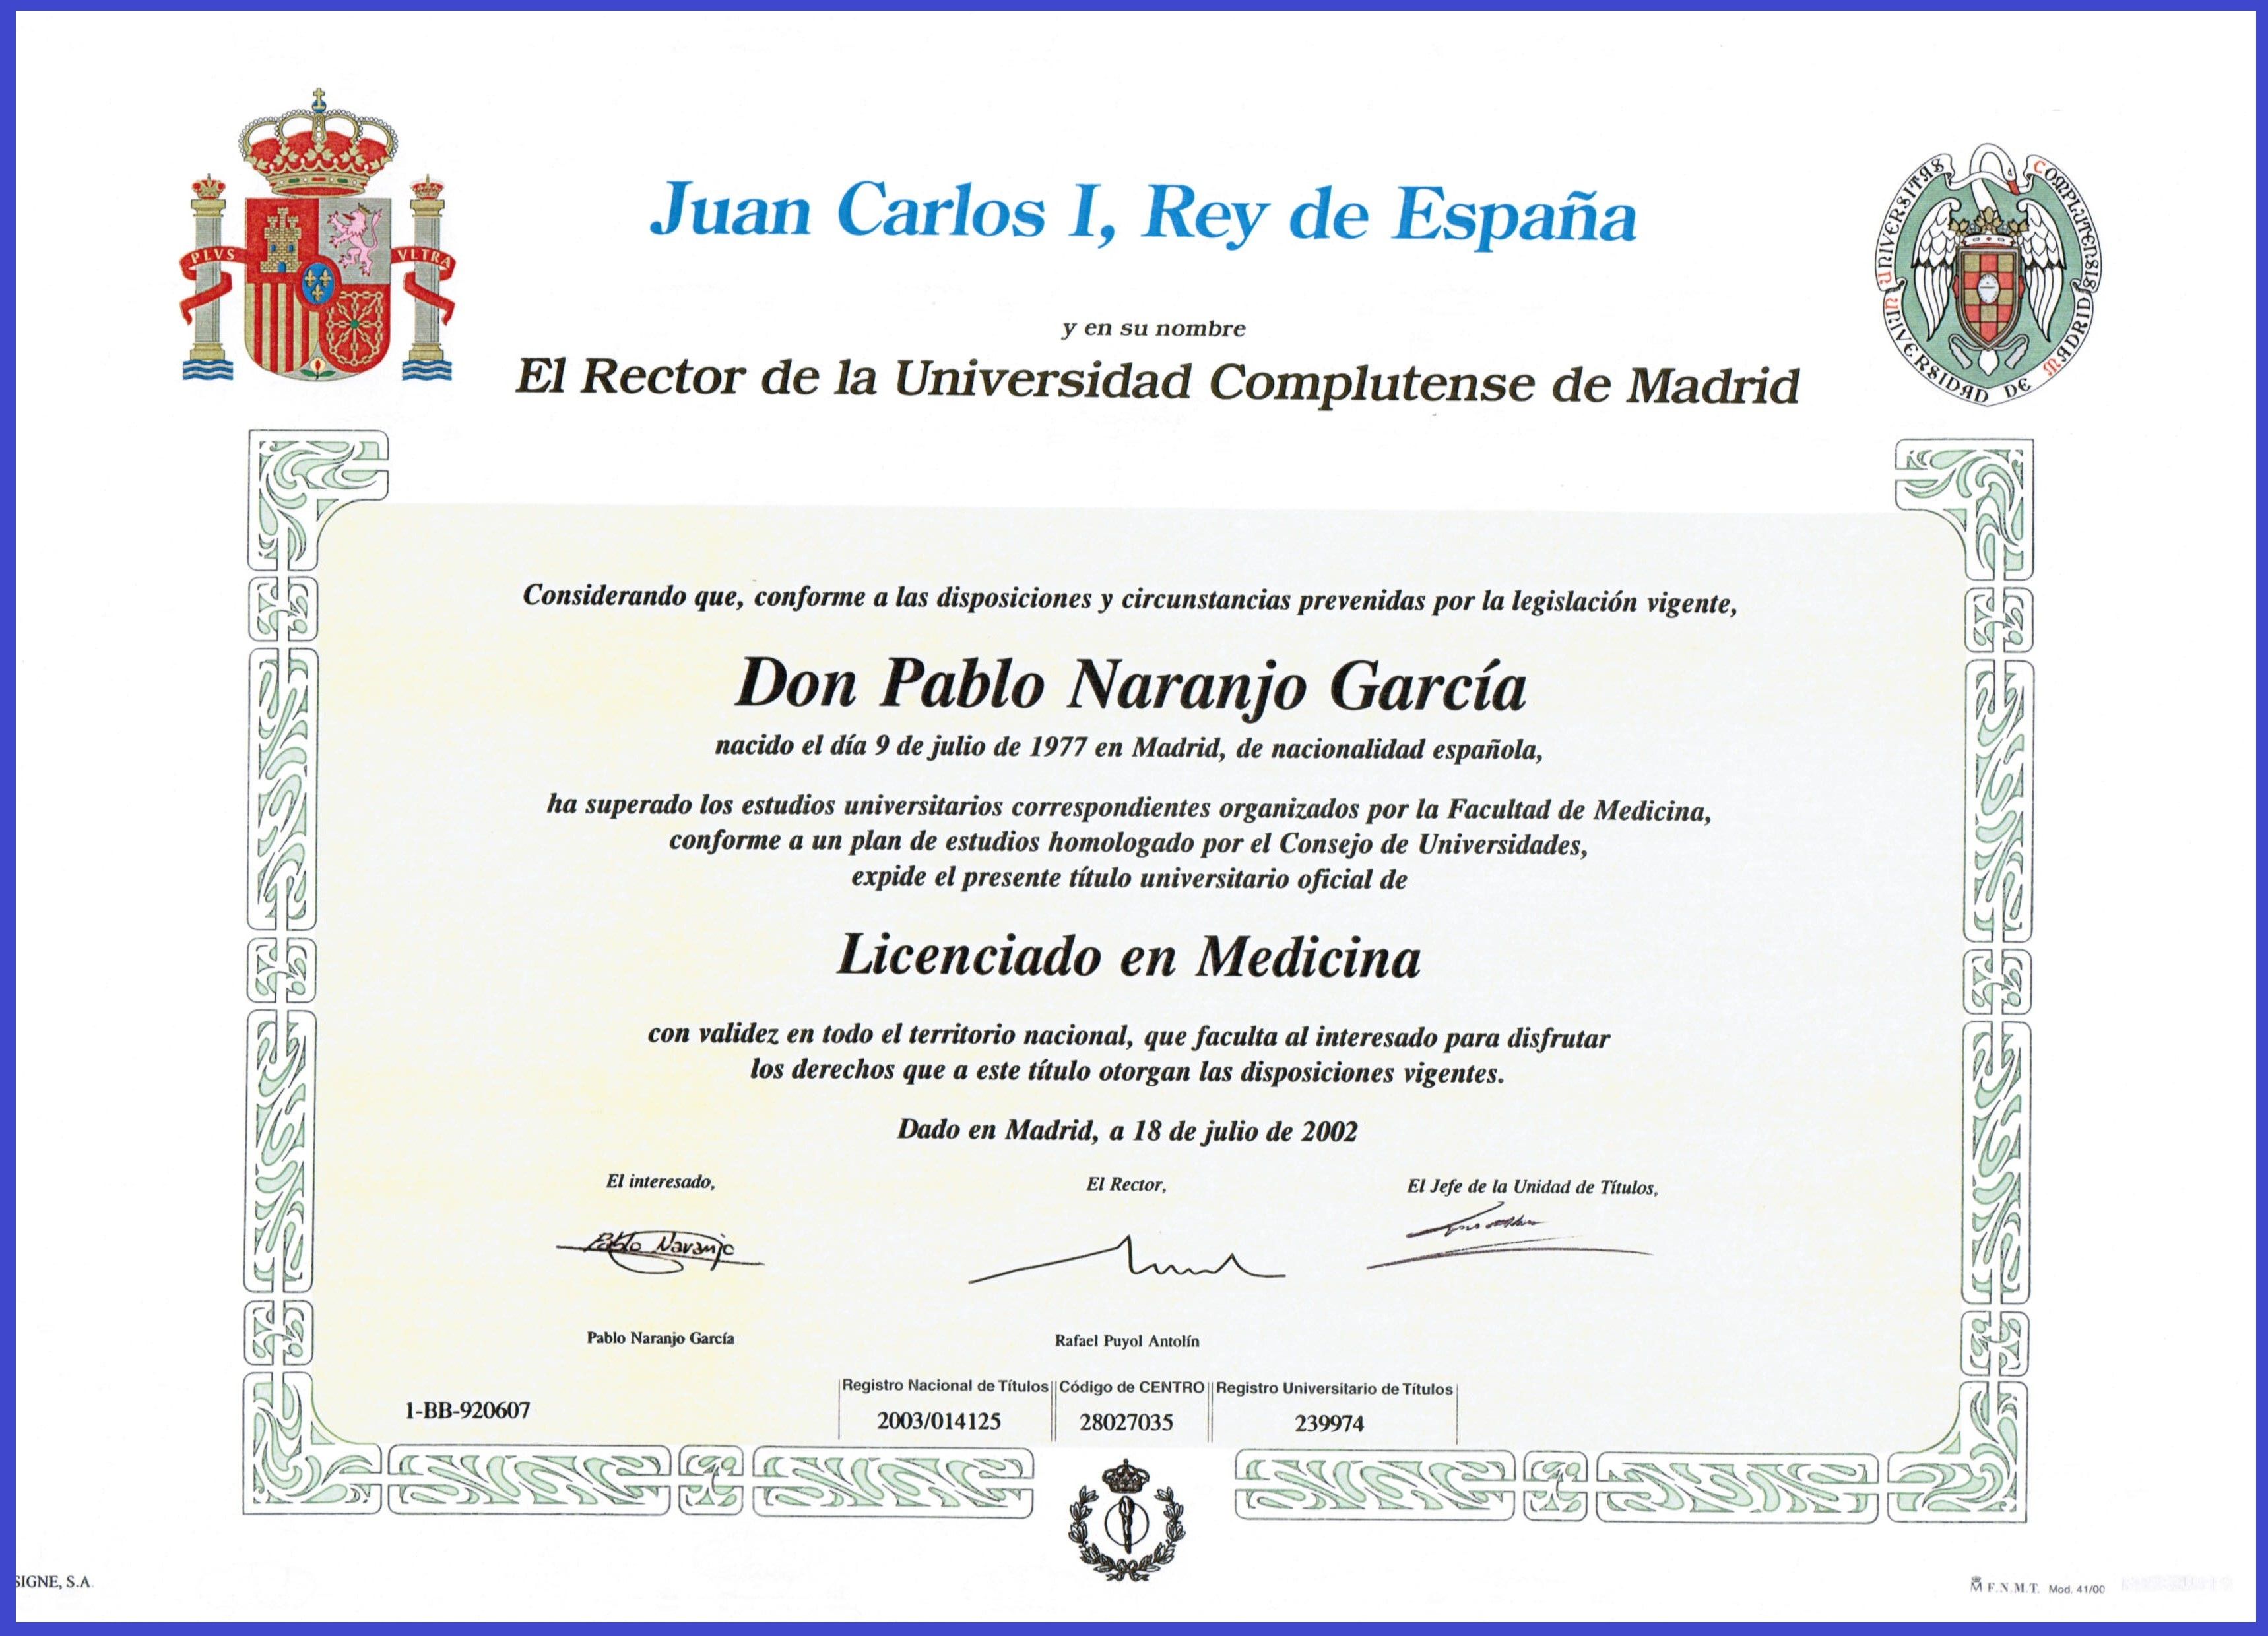 Juan Carlos I, Rey de España
PLVS VLTRA
UNIVERSITAS COMPLUTENSIS
UNIVERSIDAD DE MADRID
y en su nombre
El Rector de la Universidad Complutense de Madrid
Considerando que, conforme a las disposiciones y circunstancias prevenidas por la legislación vigente,
Don Pablo Naranjo García
nacido el día 9 de julio de 1977 en Madrid, de nacionalidad española,
ha superado los estudios universitarios correspondientes organizados por la Facultad de Medicina,
conforme a un plan de estudios homologado por el Consejo de Universidades,
expide el presente título universitario oficial de
Licenciado en Medicina
con validez en todo el territorio nacional, que faculta al interesado para disfrutar
los derechos que a este título otorgan las disposiciones vigentes.
Dado en Madrid, a 18 de julio de 2002
El interesado, El Rector, El Jefe de la Unidad de Títulos,
Pablo Naranjo
Pablo Naranjo García Rafael Puyol Antolín
Registro Nacional de Títulos Código de CENTRO Registro Universitario de Títulos
1-BB-920607 2003/014125 28027035 239974
SIGNE, S.A. F.N.M.T. Mod. 41/00